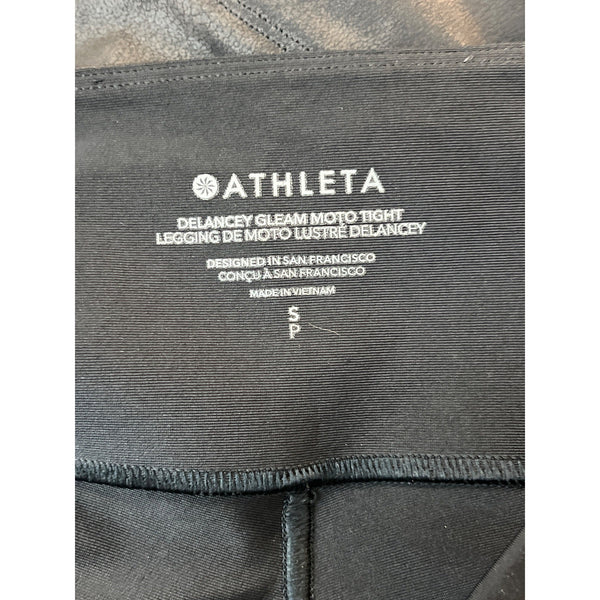 ATHLETA
DELANCEY GLEAM MOTO TIGHT
LEGGING DE MOTO LUSTRÉ DELANCEY
DESIGNED IN SAN FRANCISCO
CONÇU À SAN FRANCISCO
MADE IN VIETNAM
S
P